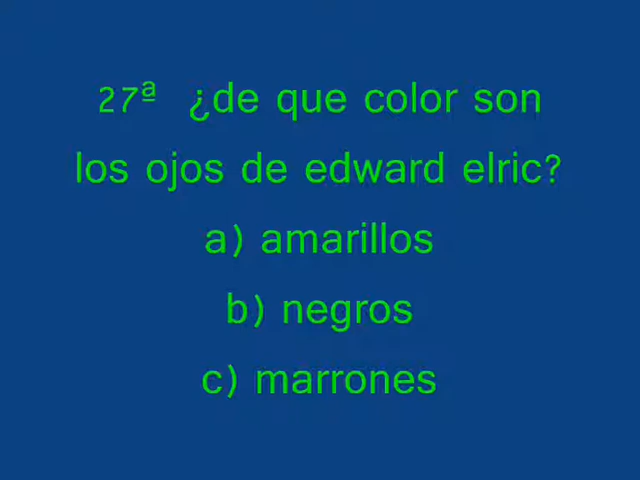 27ª ¿de que color son
los ojos de edward elric?
a) amarillos
b) negros
c) marrones